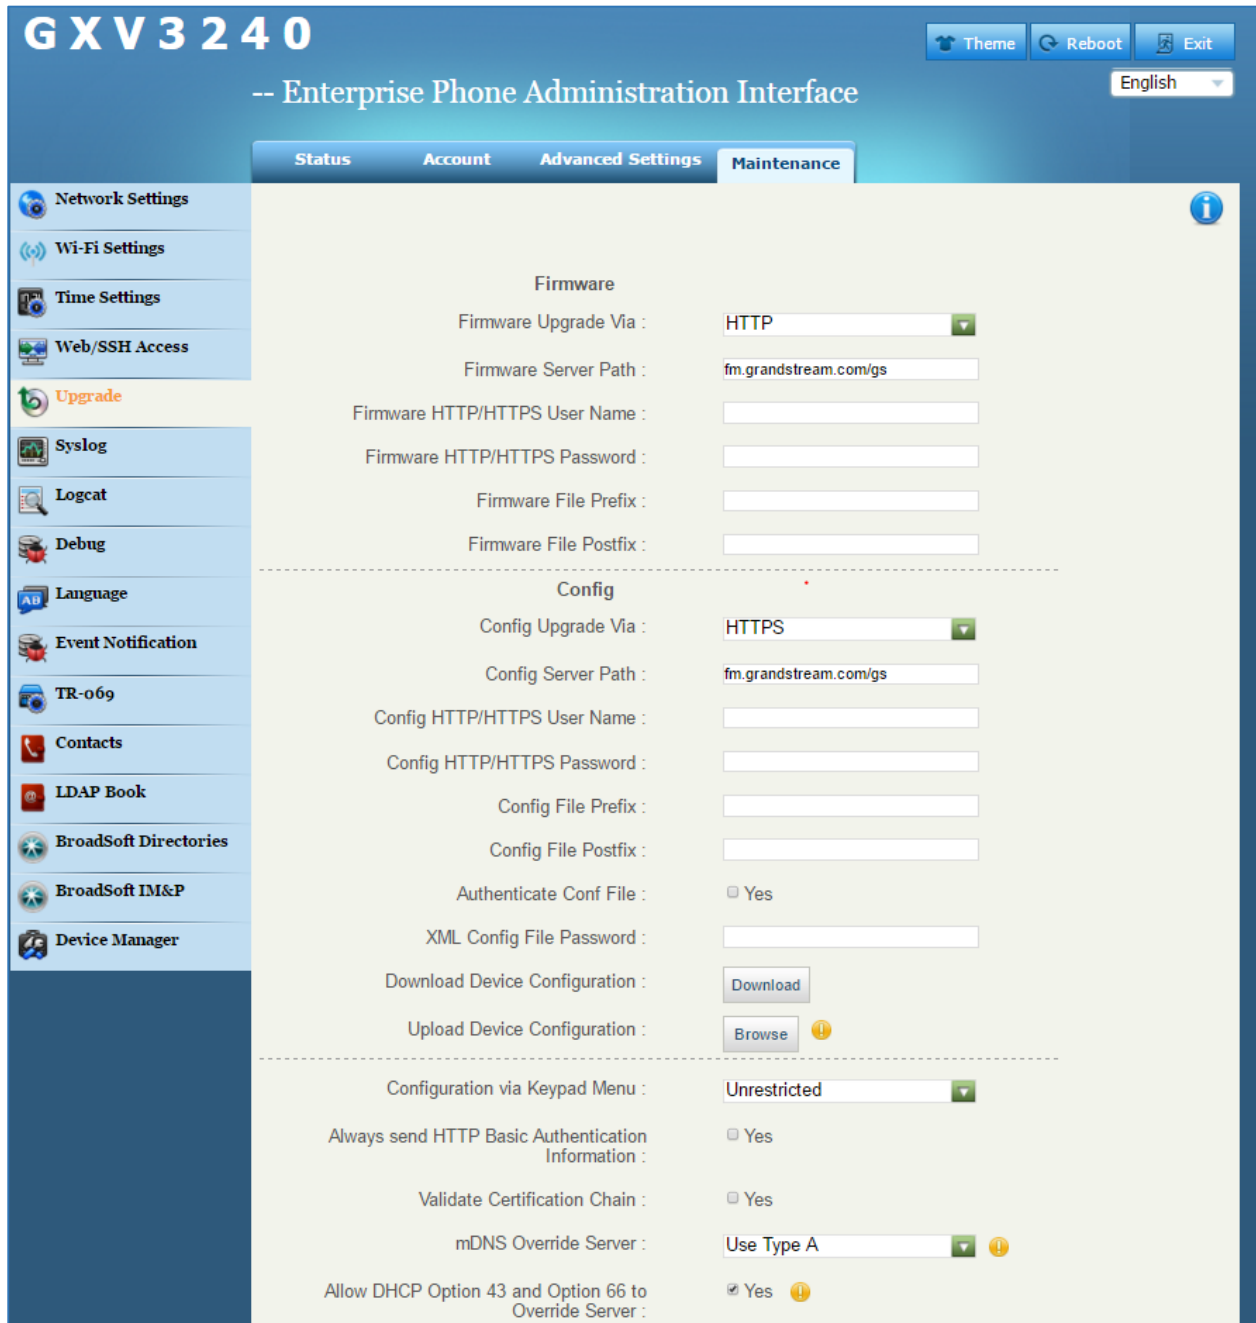 GXV3240
Theme
Reboot
Exit
-- Enterprise Phone Administration Interface
English
Status
Account
Advanced Settings
Maintenance
Network Settings
Wi-Fi Settings
Time Settings
Web/SSH Access
Upgrade
Syslog
Logcat
Debug
Language
Event Notification
TR-069
Contacts
LDAP Book
BroadSoft Directories
BroadSoft IM&P
Device Manager
Firmware
Firmware Upgrade Via : HTTP
Firmware Server Path : fm.grandstream.com/gs
Firmware HTTP/HTTPS User Name :
Firmware HTTP/HTTPS Password :
Firmware File Prefix :
Firmware File Postfix :
Config *
Config Upgrade Via : HTTPS
Config Server Path : fm.grandstream.com/gs
Config HTTP/HTTPS User Name :
Config HTTP/HTTPS Password :
Config File Prefix :
Config File Postfix :
Authenticate Conf File : Yes
XML Config File Password :
Download Device Configuration : Download
Upload Device Configuration : Browse
Configuration via Keypad Menu : Unrestricted
Always send HTTP Basic Authentication Yes
Information :
Validate Certification Chain : Yes
mDNS Override Server : Use Type A
Allow DHCP Option 43 and Option 66 to Yes
Override Server :